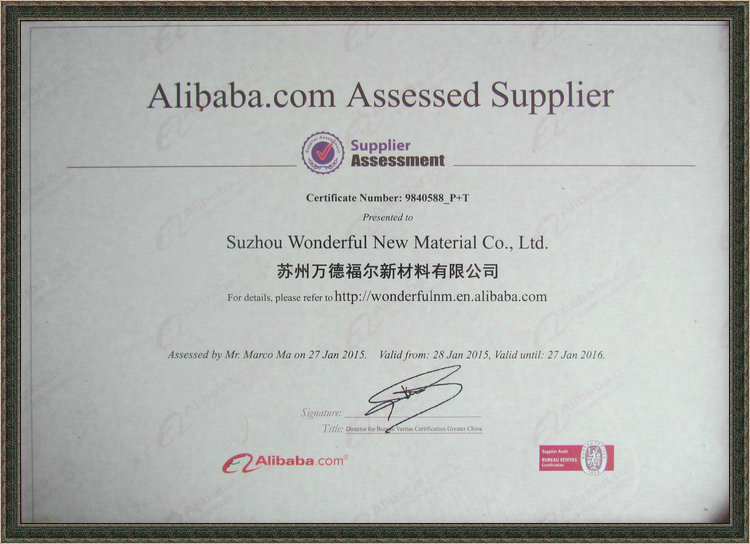 Alibaba.com Assessed Supplier
Supplier Assessment
Supplier
Assessment
Certificate Number: 9840588_P+T
Presented to
Suzhou Wonderful New Material Co., Ltd.
苏州万德福尔新材料有限公司
For details, please refer to http://wonderfulnm.en.alibaba.com
Assessed by Mr. Marco Ma on 27 Jan 2015. Valid from: 28 Jan 2015, Valid until: 27 Jan 2016.
Signature:
Title: Director for Bureau Veritas Certification Greater China
Alibaba.com®
Supplier Audit
BUREAU VERITAS
Certification